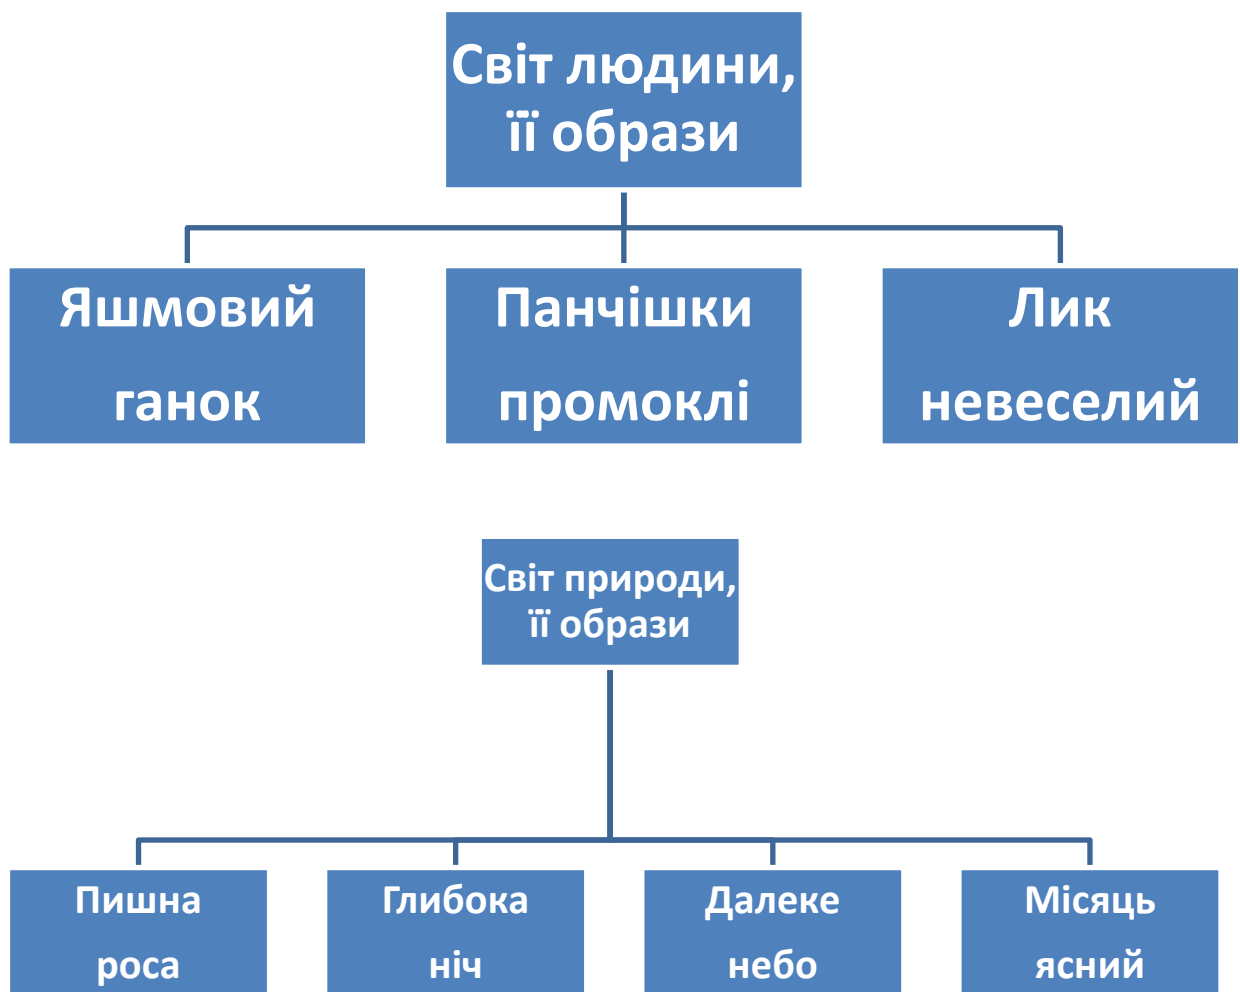 Світ людини,
її образи
Яшмовий
ганок
Панчішки
промоклі
Лик
невеселий
Світ природи,
її образи
Пишна
роса
Глибока
ніч
Далеке
небо
Місяць
ясний